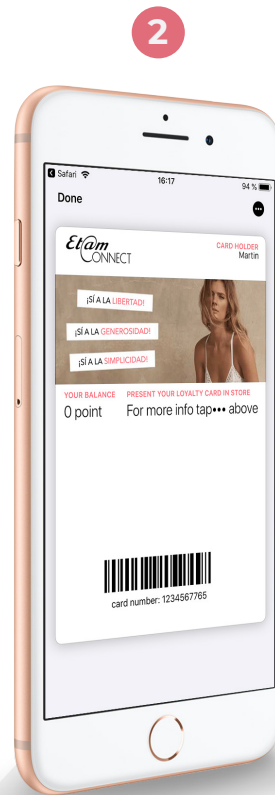 2
Safari 16:17 94 %
Done
Et@m
CONNECT
CARD HOLDER
Martin
¡SÍ A LA LIBERTAD!
¡SÍ A LA GENEROSIDAD!
¡SÍ A LA SIMPLICIDAD!
YOUR BALANCE PRESENT YOUR LOYALTY CARD IN STORE
0 point For more info tap••• above
card number: 1234567765